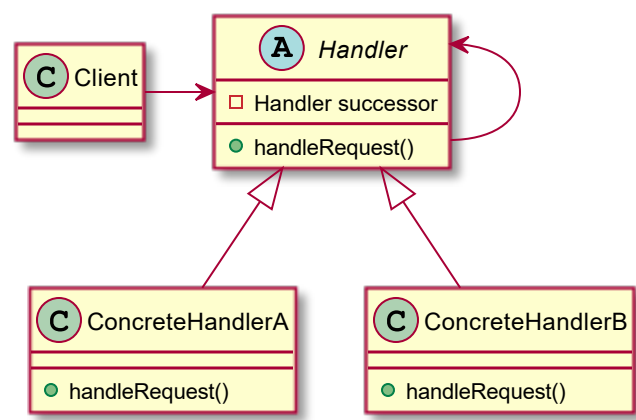 C Client
A Handler
Handler successor
handleRequest()
C ConcreteHandlerA
handleRequest()
C ConcreteHandlerB
handleRequest()